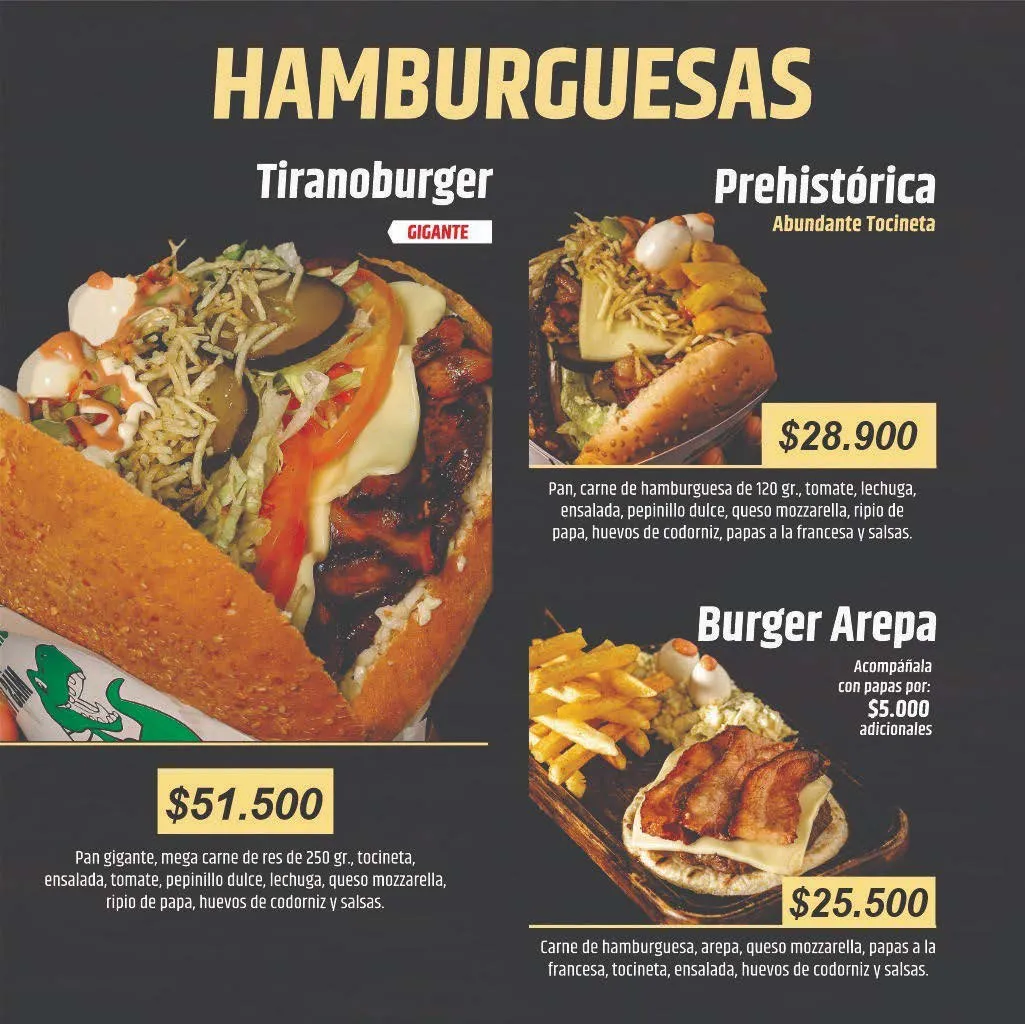 HAMBURGUESAS
Tiranoburger
GIGANTE
$51.500
Pan gigante, mega carne de res de 250 gr., tocineta,
ensalada, tomate, pepinillo dulce, lechuga, queso mozzarella,
ripio de papa, huevos de codorniz y salsas.
Prehistórica
Abundante Tocineta
$28.900
Pan, carne de hamburguesa de 120 gr., tomate, lechuga,
ensalada, pepinillo dulce, queso mozzarella, ripio de
papa, huevos de codorniz, papas a la francesa y salsas.
Burger Arepa
Acompáñala
con papas por:
$5.000
adicionales
$25.500
Carne de hamburguesa, arepa, queso mozzarella, papas a la
francesa, tocineta, ensalada, huevos de codorniz y salsas.